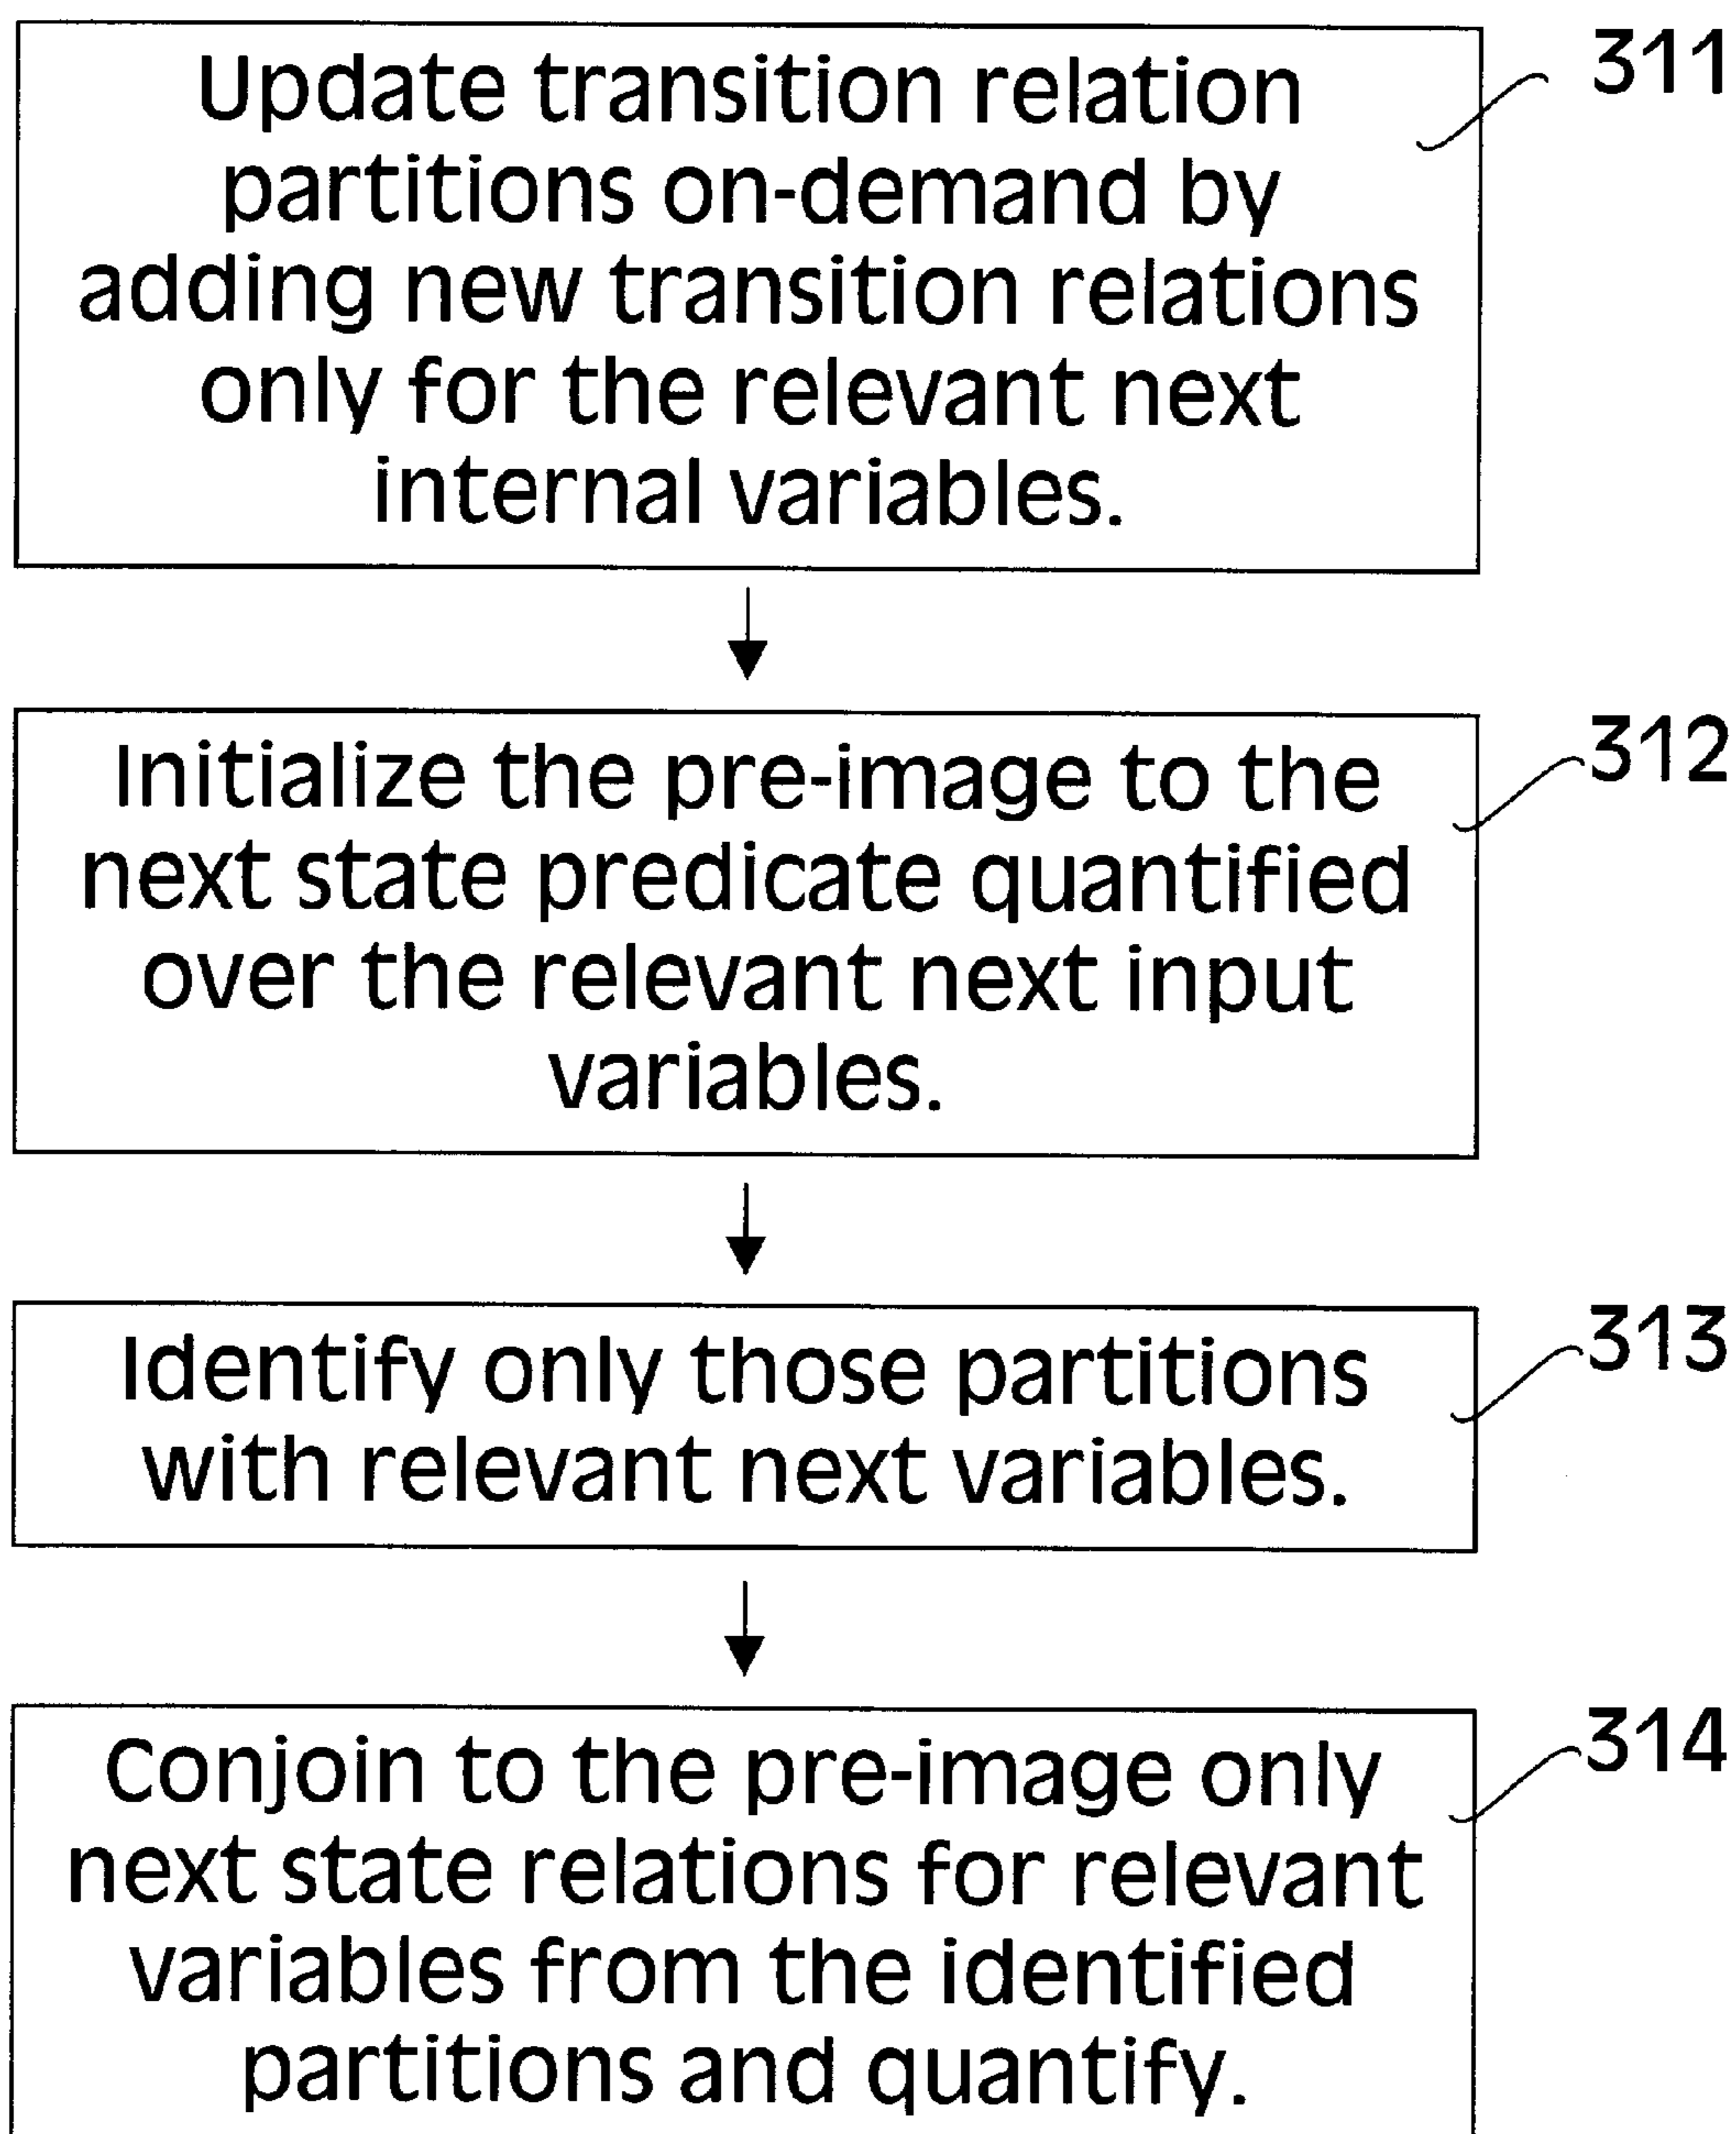 Update transition relation
311
partitions on-demand by
adding new transition relations
only for the relevant next
internal variables.
Initialize the pre-image to the
312
next state predicate quantified
over the relevant next input
variables.
Identify only those partitions
313
with relevant next variables.
Conjoin to the pre-image only
314
next state relations for relevant
variables from the identified
partitions and quantify.